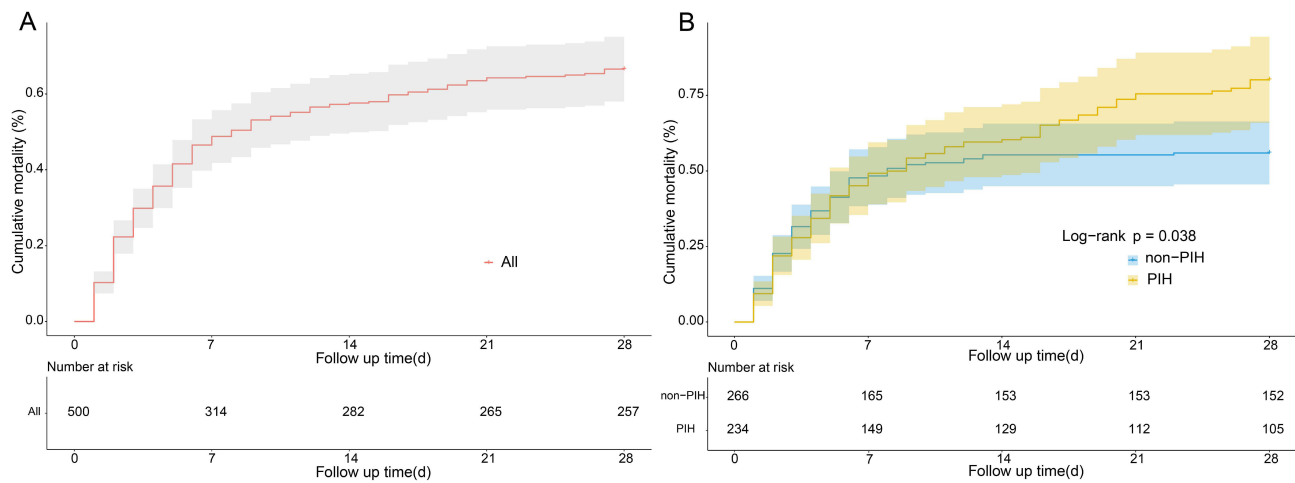 A
Cumulative mortality (%)
0.6
0.4
0.2
0.0
All
0 7 14 21 28
Follow up time(d)
Number at risk
All 500 314 282 265 257
0 7 14 21 28
Follow up time(d)
B
Cumulative mortality (%)
0.75
0.50
0.25
0.00
Log-rank p = 0.038
non-PIH
PIH
0 7 14 21 28
Follow up time(d)
Number at risk
non-PIH 266 165 153 153 152
PIH 234 149 129 112 105
0 7 14 21 28
Follow up time(d)